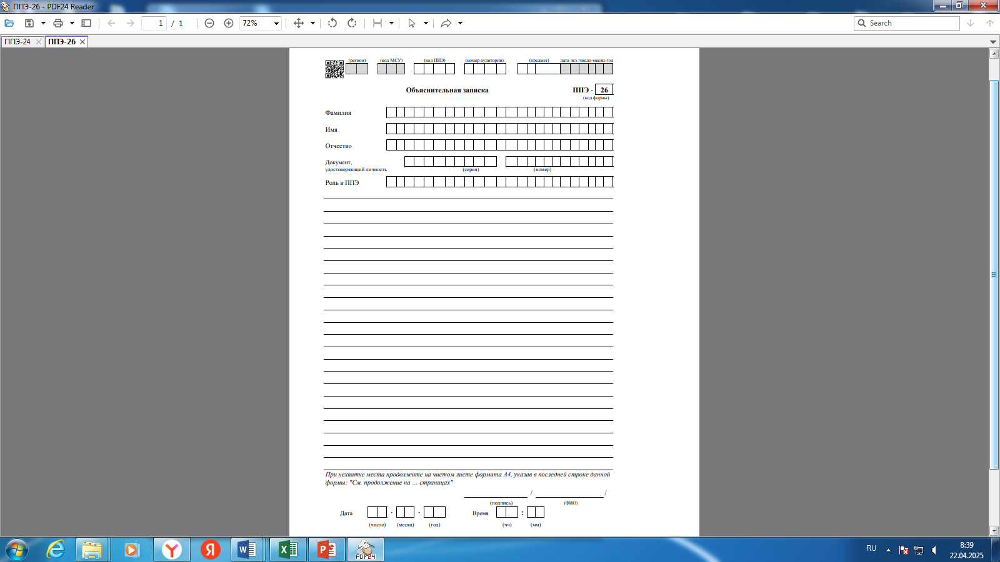 ППЭ-26 - PDF24 Reader
1 / 1
72%
Search
ППЭ-24
ППЭ-26
(регион) (код МСУ) (код ППЭ) (номер аудитории) (предмет) дата экз.:число-месяц-год
Объяснительная записка
ППЭ - 26
(код формы)
Фамилия
Имя
Отчество
Документ,
удостоверяющий личность (серия) (номер)
Роль в ППЭ
При нехватке места продолжите на чистом листе формата А4, указав в последней строке данной
формы: "См. продолжение на ... страницах"
/ /
(подпись) (ФИО)
Дата . . Время :
(число) (месяц) (год) (чч) (мм)
PDF24
RU
8:39
22.04.2025